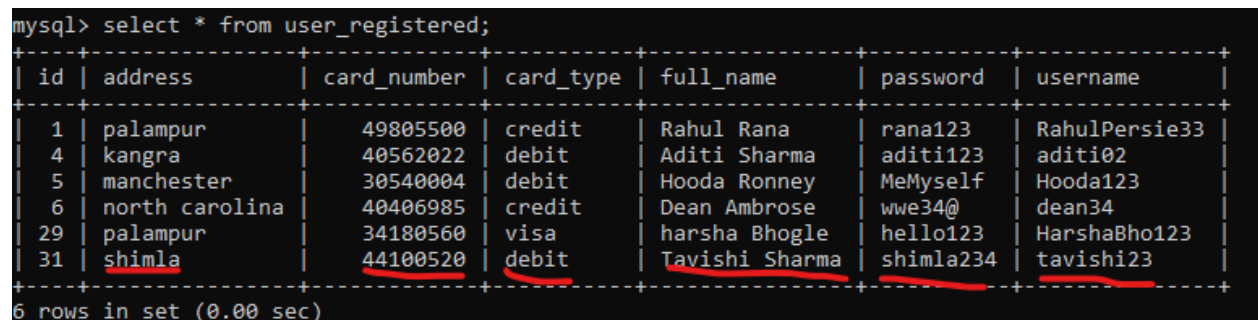 mysql> select * from user_registered;
+----+----------------+-------------+-----------+----------------+-----------+---------------+
| id | address        | card_number | card_type | full_name      | password  | username      |
+----+----------------+-------------+-----------+----------------+-----------+---------------+
|  1 | palampur       |    49805500 | credit    | Rahul Rana     | rana123   | RahulPersie33 |
|  4 | kangra         |    40562022 | debit     | Aditi Sharma   | aditi123  | aditi02       |
|  5 | manchester     |    30540004 | debit     | Hooda Ronney   | MeMyself  | Hooda123      |
|  6 | north carolina |    40406985 | credit    | Dean Ambrose   | wwe34@    | dean34        |
| 29 | palampur       |    34180560 | visa      | harsha Bhogle  | hello123  | HarshaBho123  |
| 31 | shimla         |    44100520 | debit     | Tavishi Sharma | shimla234 | tavishi23     |
+----+----------------+-------------+-----------+----------------+-----------+---------------+
6 rows in set (0.00 sec)